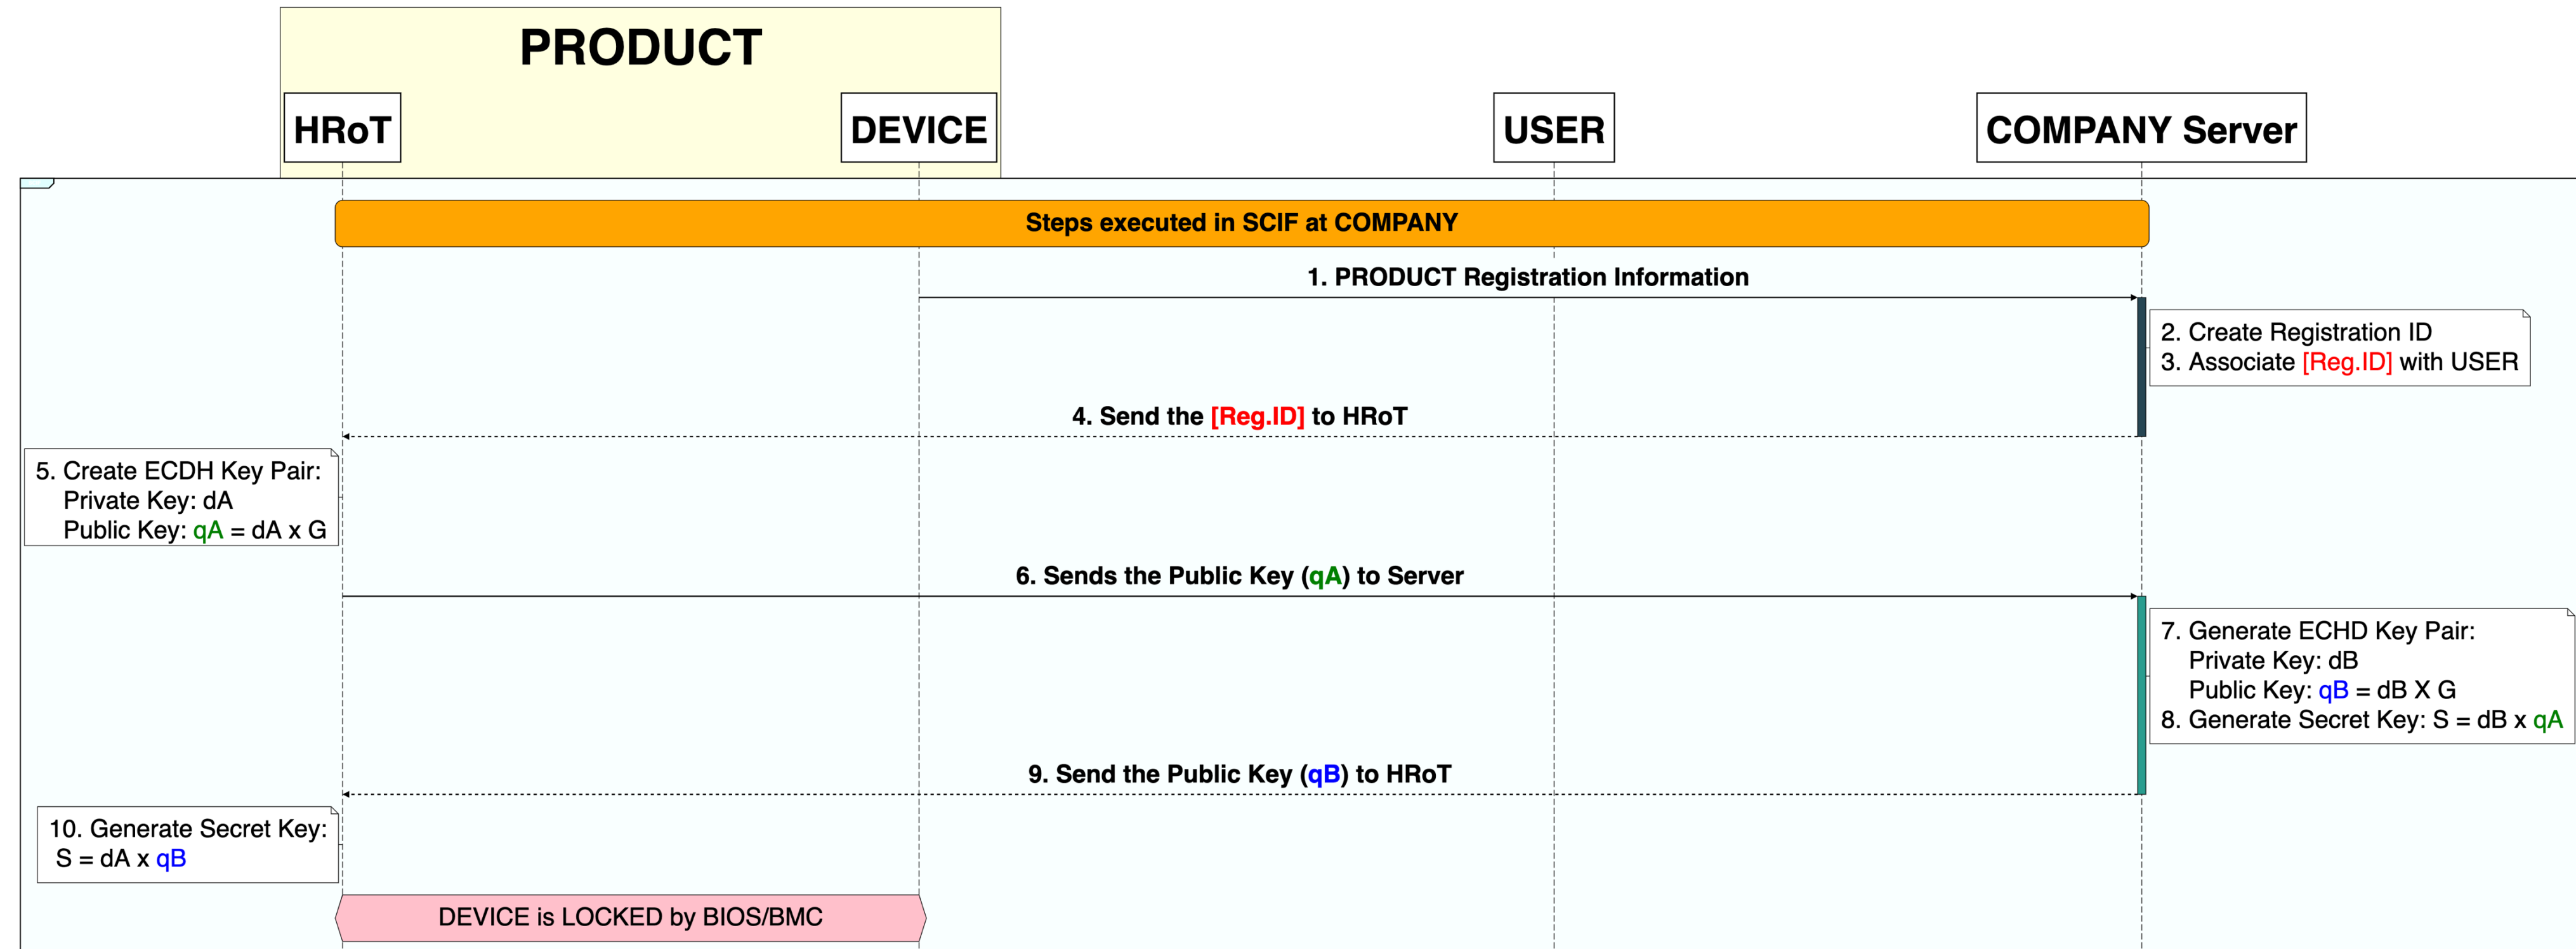 PRODUCT
HRoT
DEVICE
USER
COMPANY Server
Steps executed in SCIF at COMPANY
1. PRODUCT Registration Information
2. Create Registration ID
3. Associate [Reg.ID] with USER
4. Send the [Reg.ID] to HRoT
5. Create ECDH Key Pair:
Private Key: dA
Public Key: qA = dA x G
6. Sends the Public Key (qA) to Server
7. Generate ECHD Key Pair:
Private Key: dB
Public Key: qB = dB X G
8. Generate Secret Key: S = dB x qA
9. Send the Public Key (qB) to HRoT
10. Generate Secret Key:
S = dA x qB
DEVICE is LOCKED by BIOS/BMC